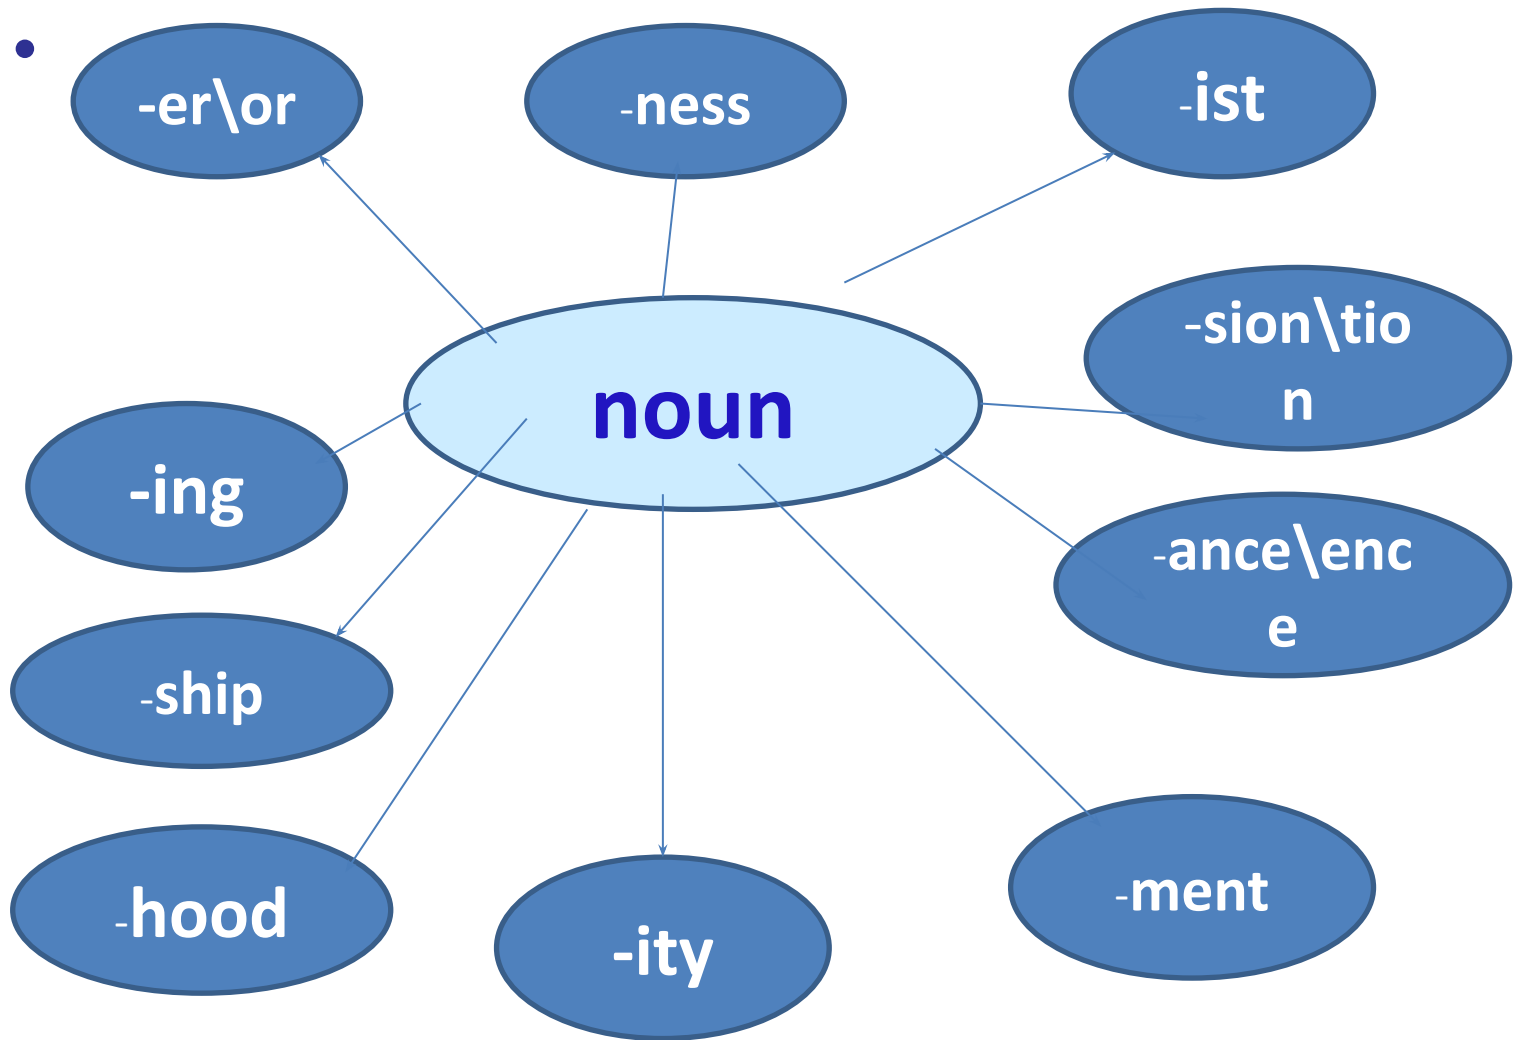 •
-er\or
-ness
-ist
-sion\tio
n
noun
-ing
-ance\enc
e
-ship
-hood
-ity
-ment